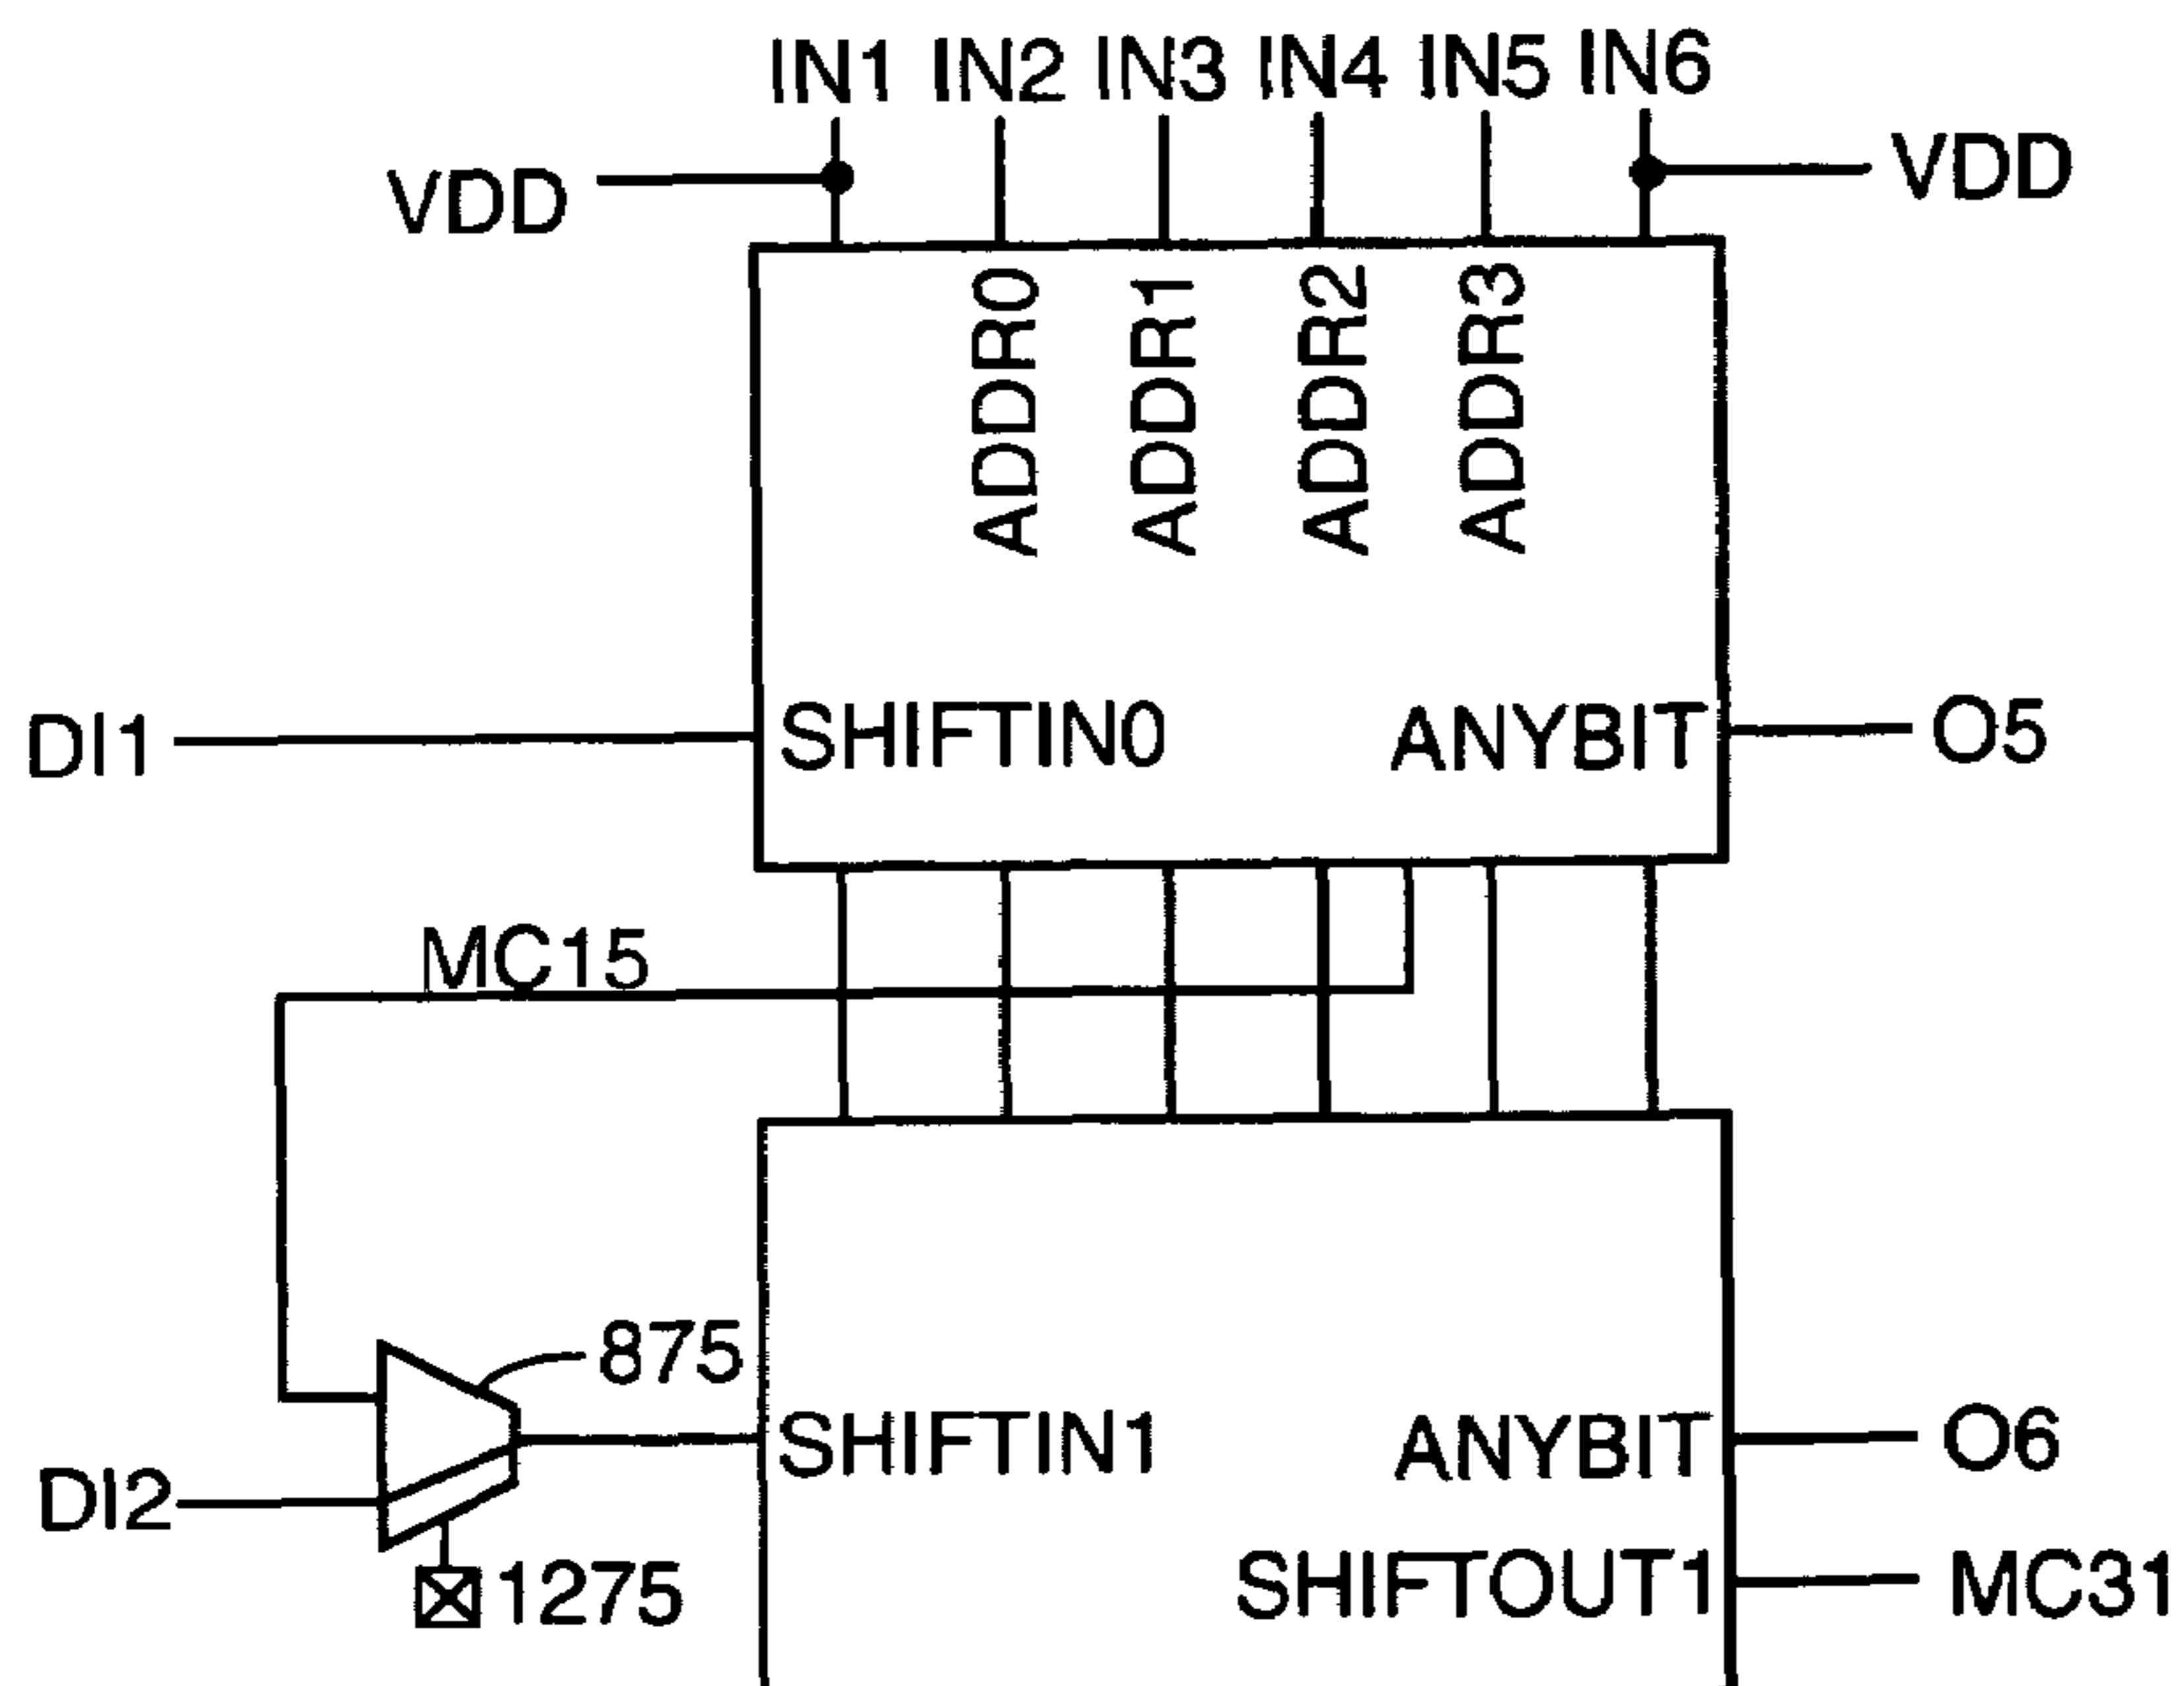 IN1 IN2 IN3 IN4 IN5 IN6
VDD VDD
ADDR0 ADDR1 ADDR2 ADDR3
DI1 SHIFTIN0 ANYBIT O5
MC15
875
SHIFTIN1 ANYBIT O6
DI2
1275 SHIFTOUT1 MC31